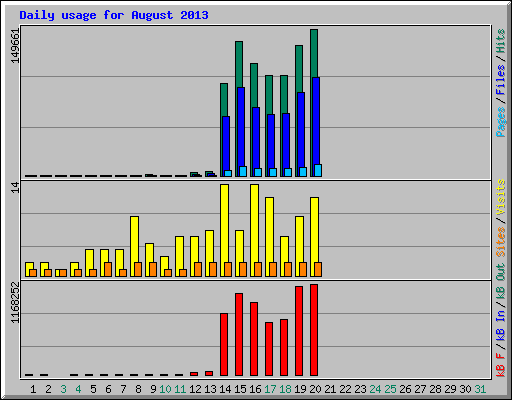 Daily usage for August 2013
149661
Pages / Files / Hits
14
Sites / Visits
1168252
kB F / kB In / kB Out
1 2 3 4 5 6 7 8 9 10 11 12 13 14 15 16 17 18 19 20 21 22 23 24 25 26 27 28 29 30 31